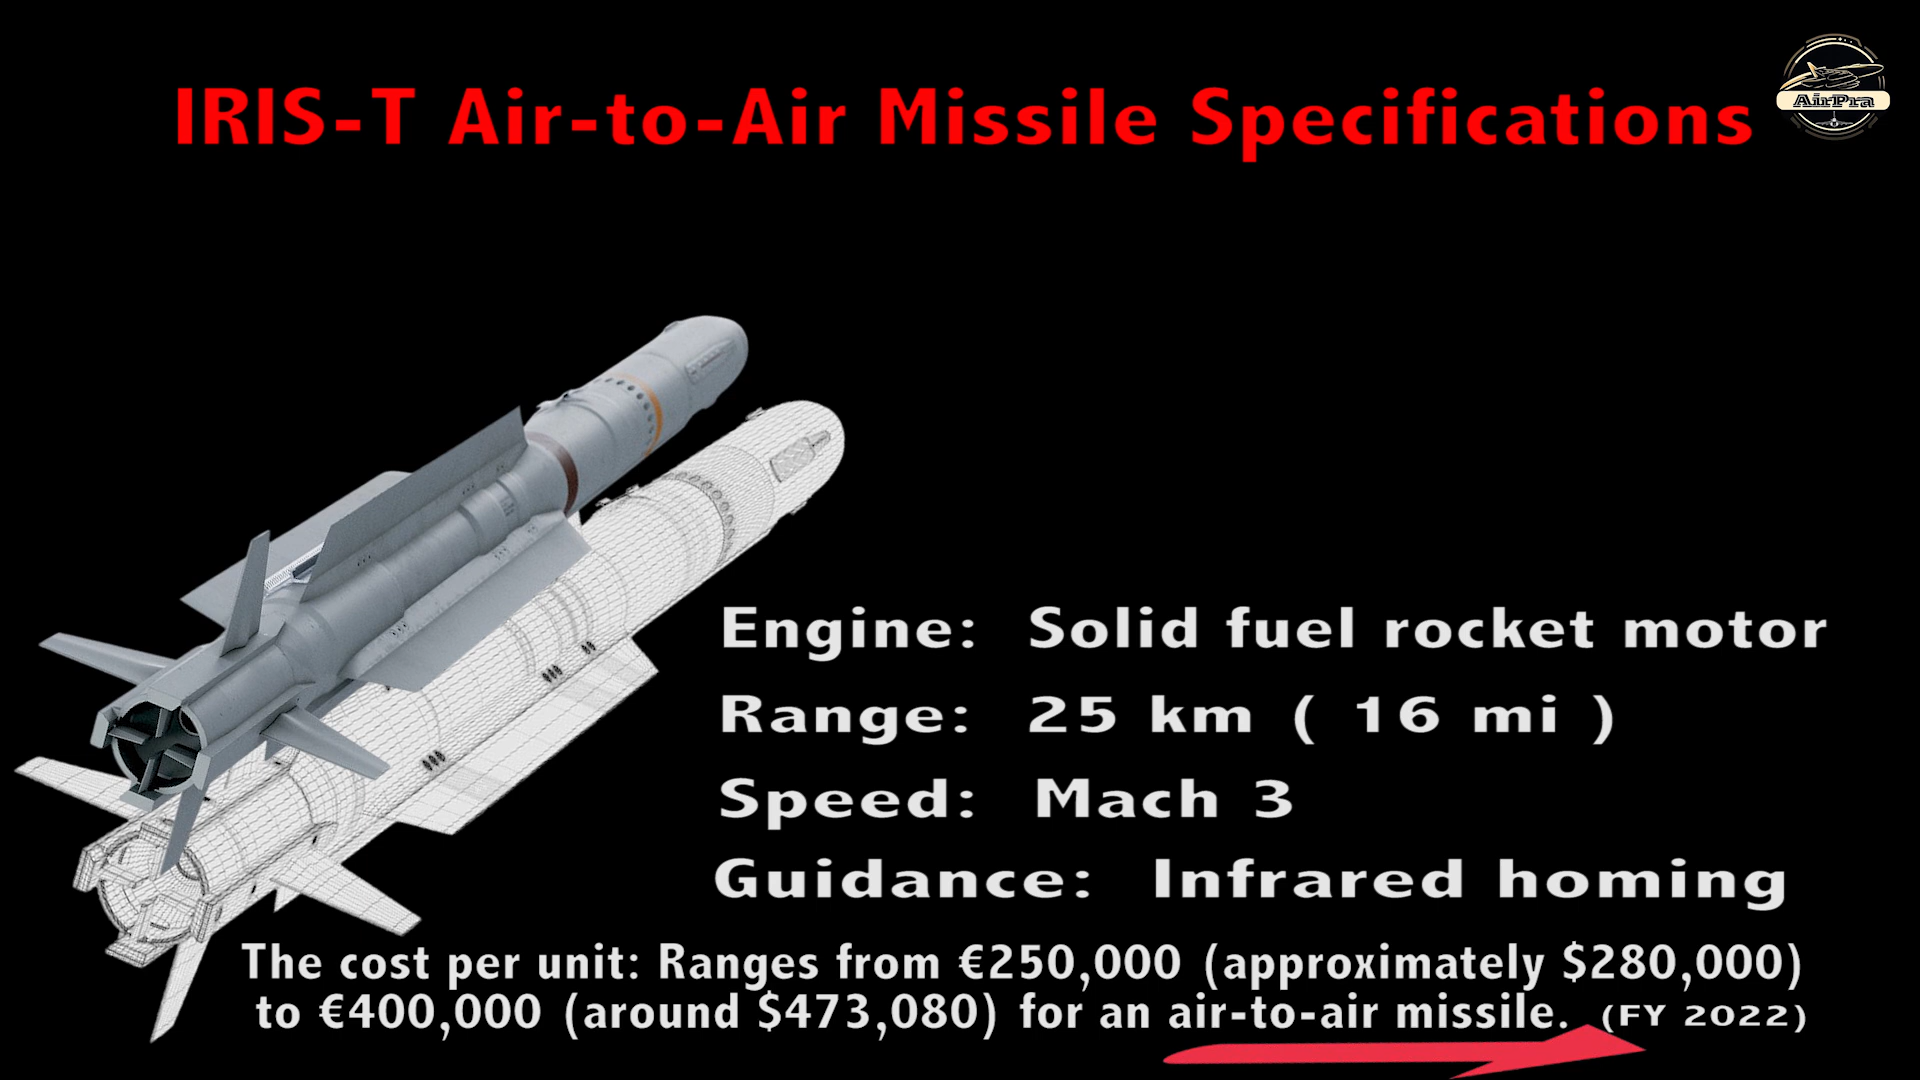 IRIS-T Air-to-Air Missile Specifications
AirPra
Engine: Solid fuel rocket motor
Range: 25 km ( 16 mi )
Speed: Mach 3
Guidance: Infrared homing
The cost per unit: Ranges from €250,000 (approximately $280,000)
to €400,000 (around $473,080) for an air-to-air missile. (FY 2022)